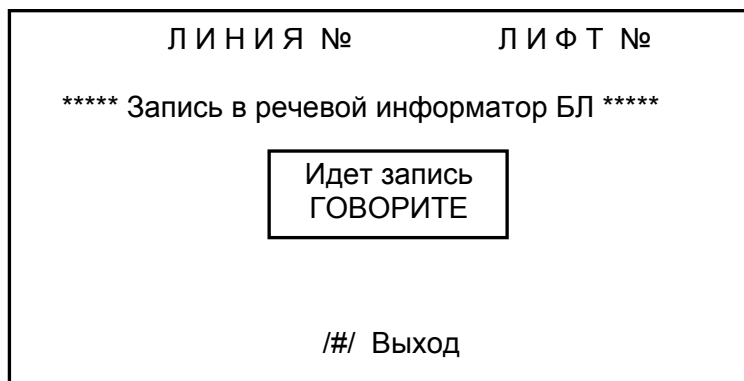 Л И Н И Я № Л И Ф Т №
***** Запись в речевой информатор БЛ *****
Идет запись
ГОВОРИТЕ
/#/ Выход